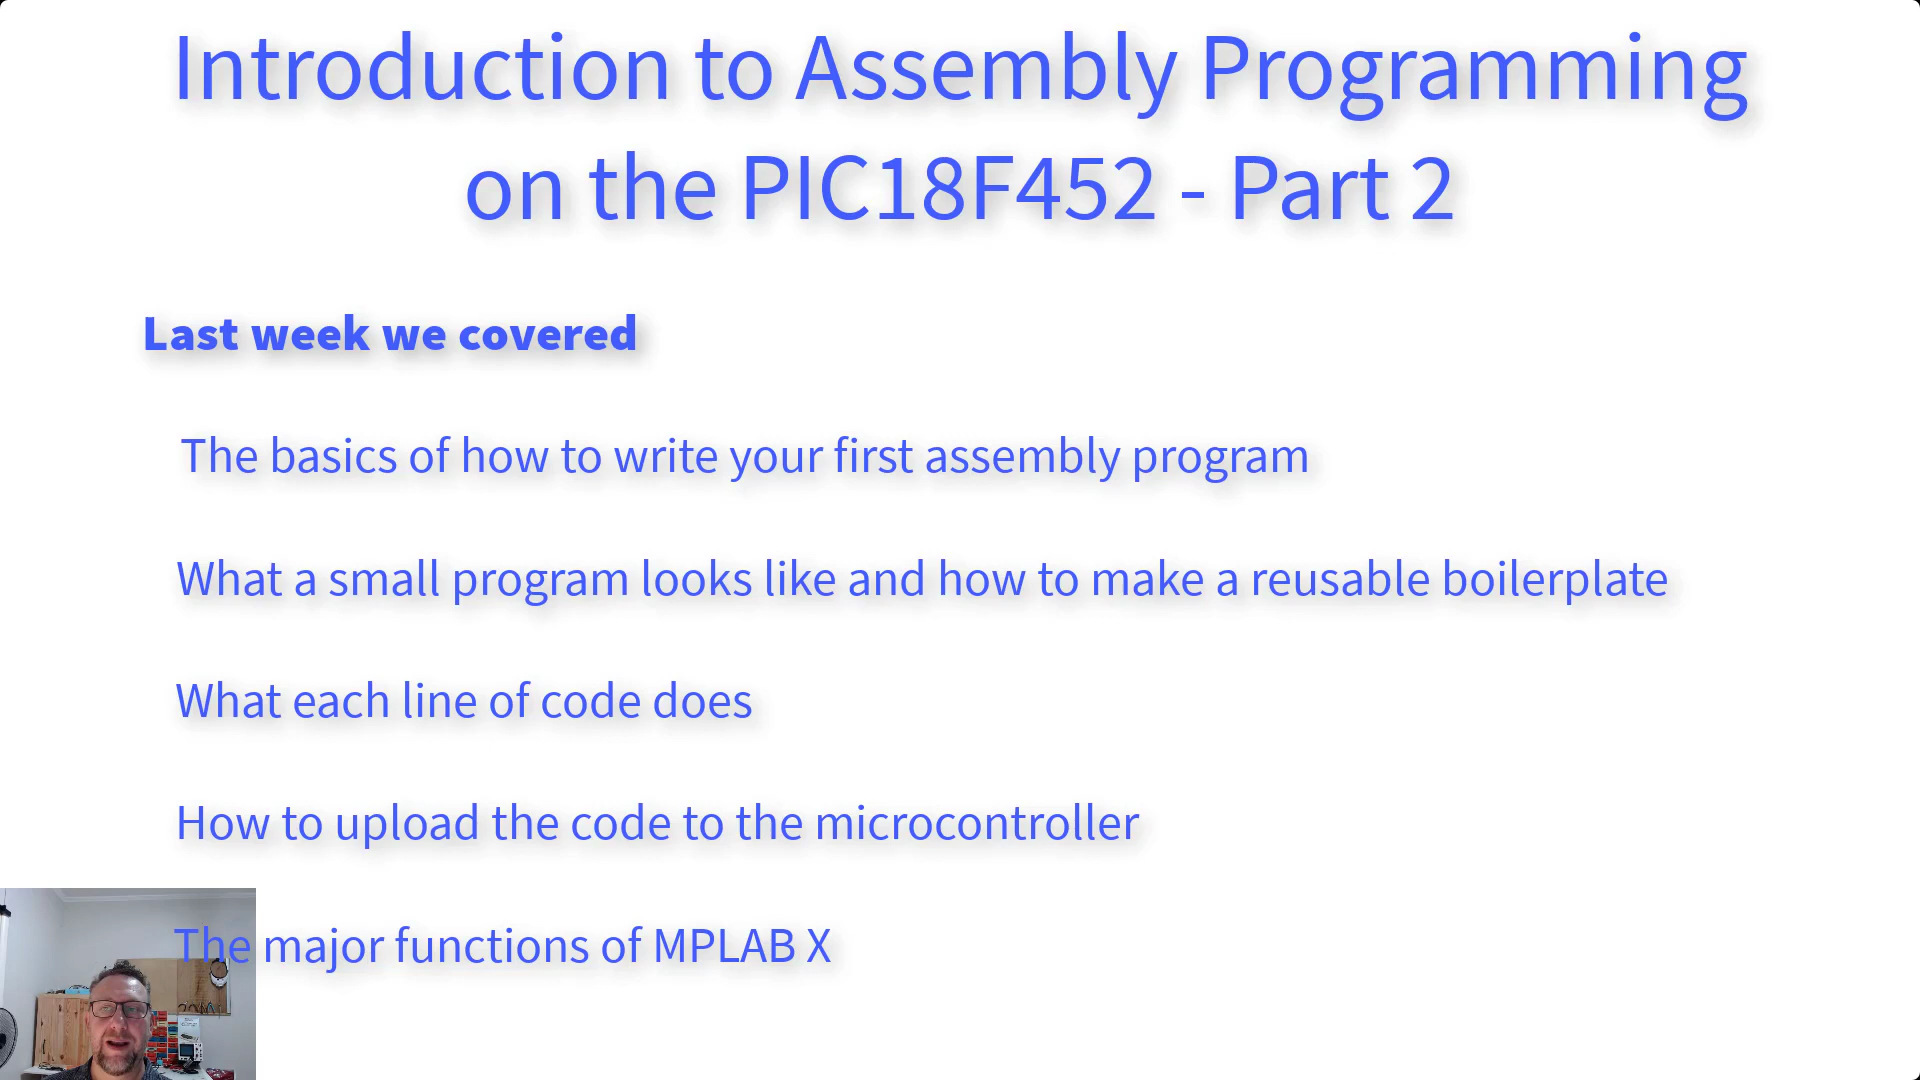 Introduction to Assembly Programming
on the PIC18F452 - Part 2
Last week we covered
The basics of how to write your first assembly program
What a small program looks like and how to make a reusable boilerplate
What each line of code does
How to upload the code to the microcontroller
The major functions of MPLAB X